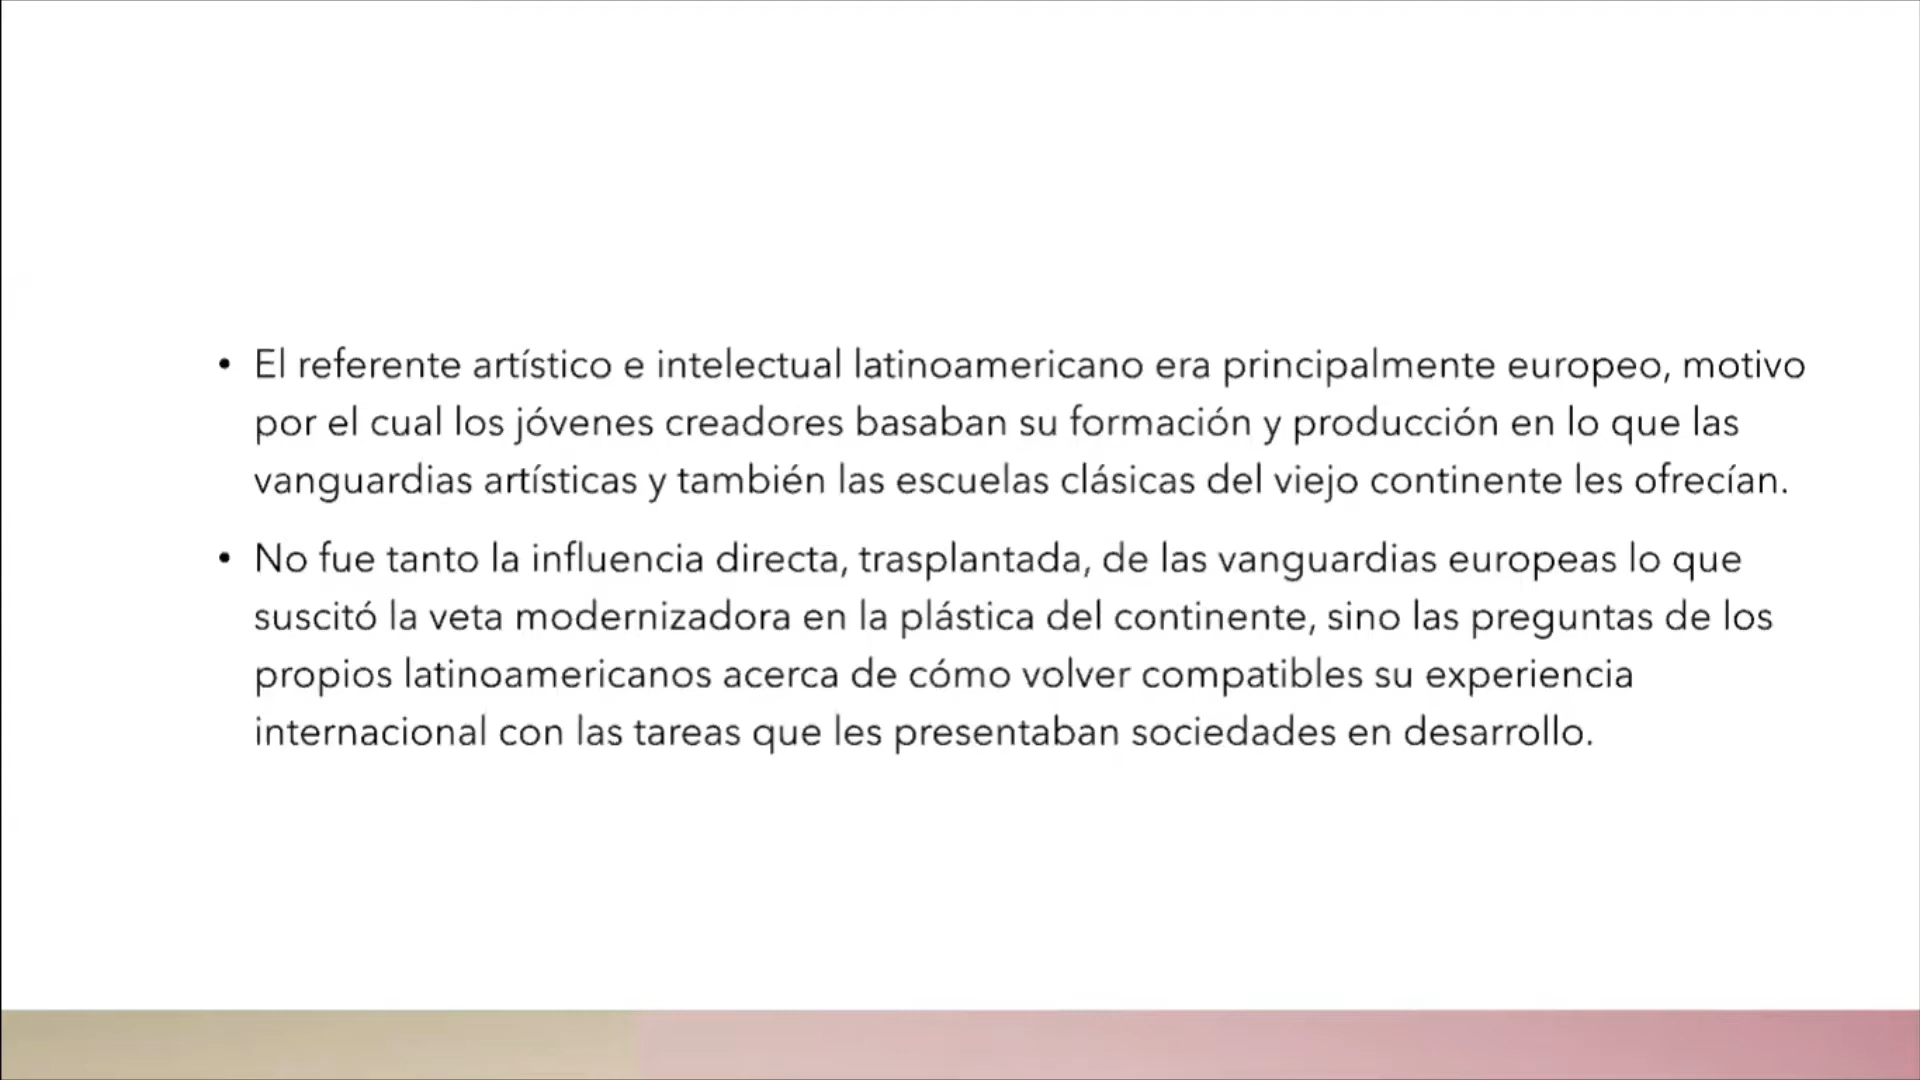 • El referente artístico e intelectual latinoamericano era principalmente europeo, motivo
por el cual los jóvenes creadores basaban su formación y producción en lo que las
vanguardias artísticas y también las escuelas clásicas del viejo continente les ofrecían.
• No fue tanto la influencia directa, trasplantada, de las vanguardias europeas lo que
suscitó la veta modernizadora en la plástica del continente, sino las preguntas de los
propios latinoamericanos acerca de cómo volver compatibles su experiencia
internacional con las tareas que les presentaban sociedades en desarrollo.